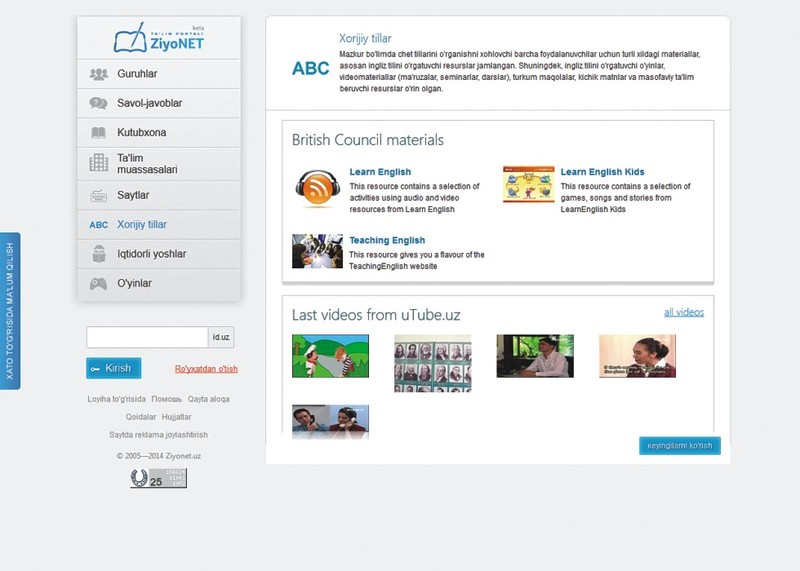 beta
TA'LIM PORTALI
ZiyoNET
Guruhlar
Savol-javoblar
Kutubxona
Ta'lim
muassasalari
Saytlar
ABC Xorijiy tillar
Iqtidorli yoshlar
O'yinlar
XATO TO'G'RISIDA MA'LUM QILISH
id.uz
Kirish
Ro'yxatdan o'tish
Loyiha to'g'risida Помошь Qayta aloqa
Qoidalar Hujjatlar
Saytda reklama joylashtirish
© 2005—2014 Ziyonet.uz
25
ABC
Xorijiy tillar
Mazkur bo'limda chet tillarini o'rganishni xohlovchi barcha foydalanuvchilar uchun turli xildagi materiallar,
asosan ingliz tilini o'rgatuvchi resurslar jamlangan. Shuningdek, ingliz tilini o'rgatuvchi o'yinlar,
videomateriallar (ma'ruzalar, seminarlar, darslar), turkum maqolalar, kichik matnlar va masofaviy ta'lim
beruvchi resurslar o'rin olgan.
British Council materials
Learn English
This resource contains a selection of
activities using audio and video
resources from Learn English
Learn English Kids
This resource contains a selection of
games, songs and stories from
LearnEnglish Kids
Teaching English
This resource gives you a flavour of the
TeachingEnglish website
Last videos from uTube.uz
all videos
keyingilarni ko'rish